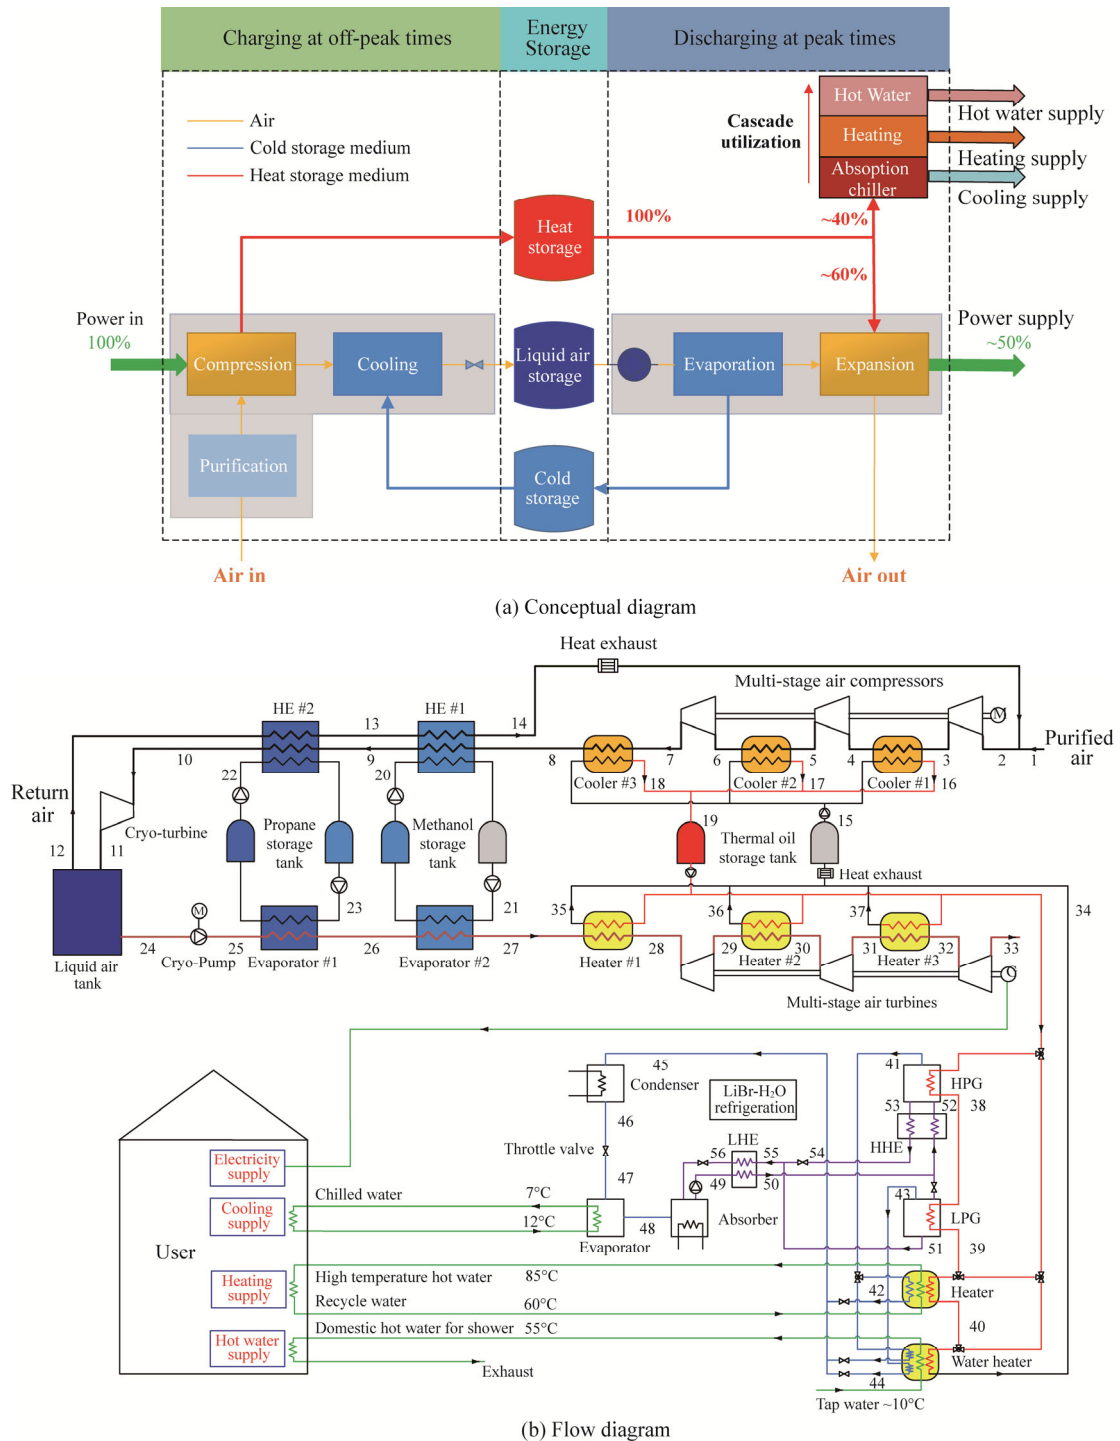 Charging at off-peak times
Energy
Storage
Discharging at peak times
Air
Cold storage medium
Heat storage medium
Cascade
utilization
Hot Water
Heating
Absoption
chiller
Hot water supply
Heating supply
Cooling supply
Heat
storage
100%
~40%
~60%
Power in
100%
Compression
Cooling
Liquid air
storage
Evaporation
Expansion
Power supply
~50%
Purification
Cold
storage
Air in
Air out
(a) Conceptual diagram
Heat exhaust
Multi-stage air compressors
HE #2
13
HE #1
14
M
Purified
air
10
9
8
7
6
5
4
3
2
1
22
20
Cooler #3
18
Cooler #2
17
Cooler #1
16
Return
air
Cryo-turbine
12
11
Propane
storage
tank
Methanol
storage
tank
19
Thermal oil
storage tank
15
Heat exhaust
23
21
35
36
37
34
M
24
25
26
27
28
29
30
31
32
33
Liquid air
tank
Cryo-Pump
Evaporator #1
Evaporator #2
Heater #1
Heater #2
Heater #3
G
Multi-stage air turbines
45
Condenser
LiBr-H₂O
refrigeration
41
HPG
46
53
52
38
HHE
Throttle valve
LHE
56
55
54
47
49
50
43
Electricity
supply
Chilled water
7°C
Cooling
supply
12°C
48
Absorber
LPG
Evaporator
51
39
User
Heating
supply
High temperature hot water
85°C
42
Heater
Recycle water
60°C
40
Hot water
supply
Domestic hot water for shower
55°C
Water heater
Exhaust
44
Tap water ~10°C
(b) Flow diagram